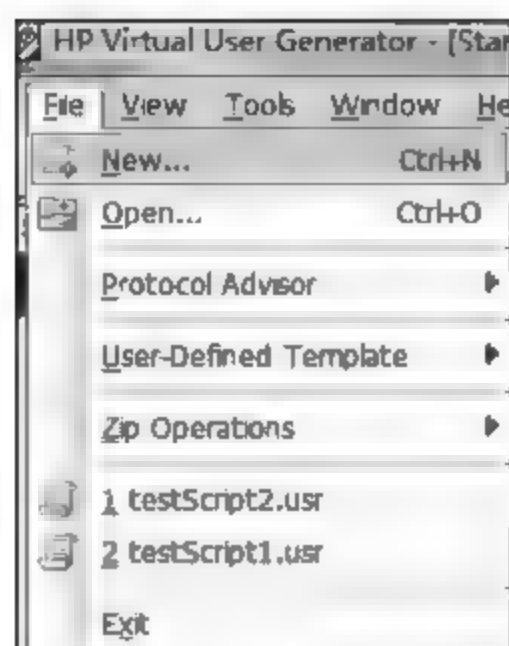 HP Virtual User Generator - [Star
File View Tools Window He
New... Ctrl+N
Open... Ctrl+O
Protocol Advisor
User-Defined Template
Zip Operations
1 testScript2.usr
2 testScript1.usr
Exit